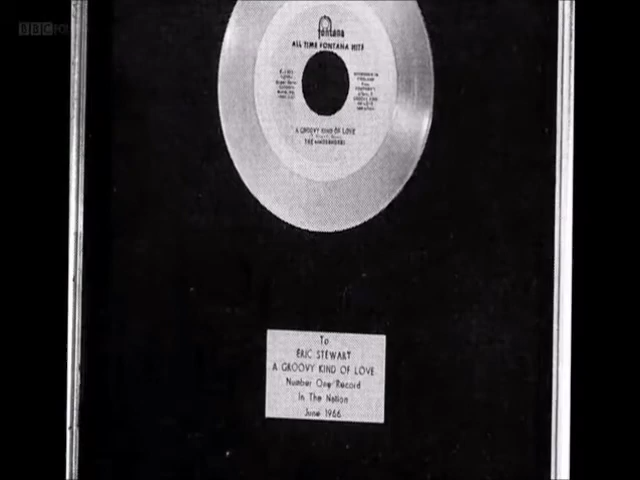 BBC FO
fontana
ALL TIME FONTANA HITS
A GROOVY KIND OF LOVE
THE MINDBENDERS
To
ERIC STEWART
A GROOVY KIND OF LOVE
Number One Record
In The Nation
June 1966